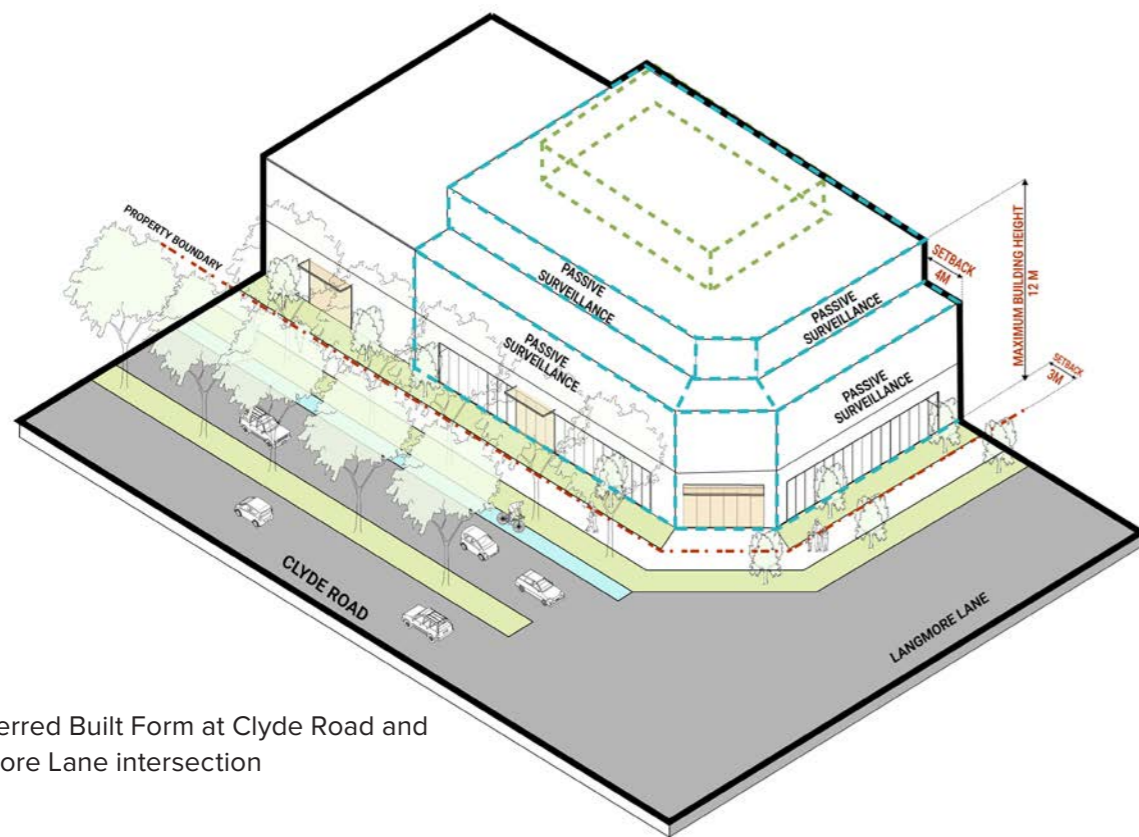 PROPERTY BOUNDARY
PASSIVE
SURVEILLANCE
PASSIVE
SURVEILLANCE
PASSIVE
SURVEILLANCE
PASSIVE
SURVEILLANCE
SETBACK
4M
MAXIMUM BUILDING HEIGHT
12 M
SETBACK
3M
CLYDE ROAD
LANGMORE LANE
erred Built Form at Clyde Road and
ore Lane intersection